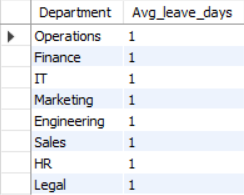 Department Avg_leave_days
Operations 1
Finance 1
IT 1
Marketing 1
Engineering 1
Sales 1
HR 1
Legal 1